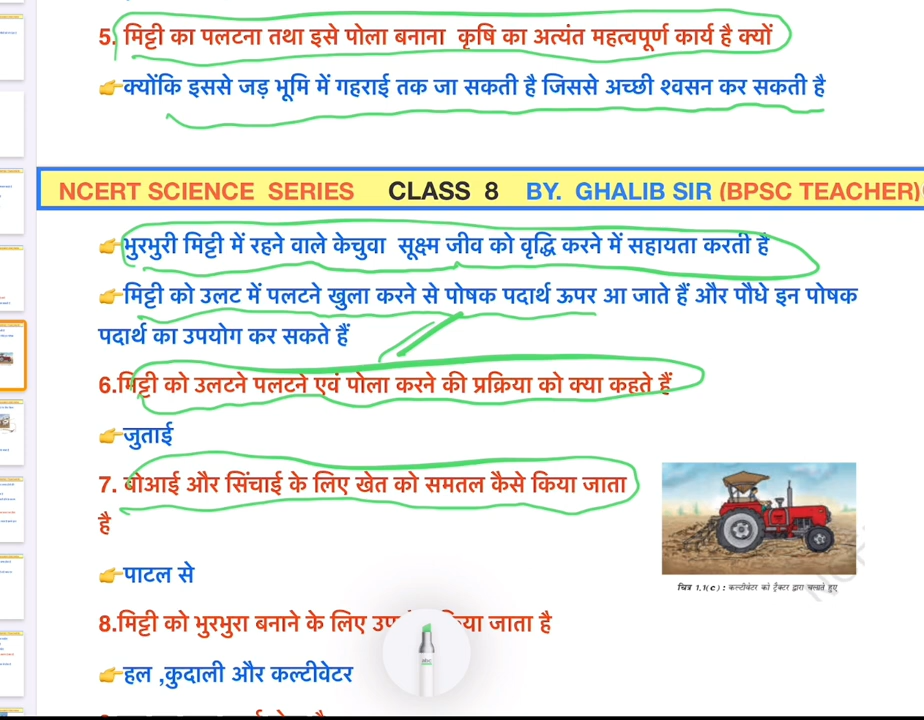 5. मिट्टी का पलटना तथा इसे पोला बनाना कृषि का अत्यंत महत्वपूर्ण कार्य है क्यों
👉क्योंकि इससे जड़ भूमि में गहराई तक जा सकती है जिससे अच्छी श्वसन कर सकती है
NCERT SCIENCE SERIES CLASS 8 BY. GHALIB SIR (BPSC TEACHER)
👉भुरभुरी मिट्टी में रहने वाले केचुवा सूक्ष्म जीव को वृद्धि करने में सहायता करती है
👉मिट्टी को उलट में पलटने खुला करने से पोषक पदार्थ ऊपर आ जाते हैं और पौधे इन पोषक
पदार्थ का उपयोग कर सकते हैं
6.मिट्टी को उलटने पलटने एवं पोला करने की प्रक्रिया को क्या कहते हैं
👉जुताई
7. बोआई और सिंचाई के लिए खेत को समतल कैसे किया जाता
है
👉पाटल से
चित्र 1.1(c) : कल्टीवेटर को ट्रैक्टर द्वारा चलाते हुए
8.मिट्टी को भुरभुरा बनाने के लिए किया जाता है
👉हल ,कुदाली और कल्टीवेटर